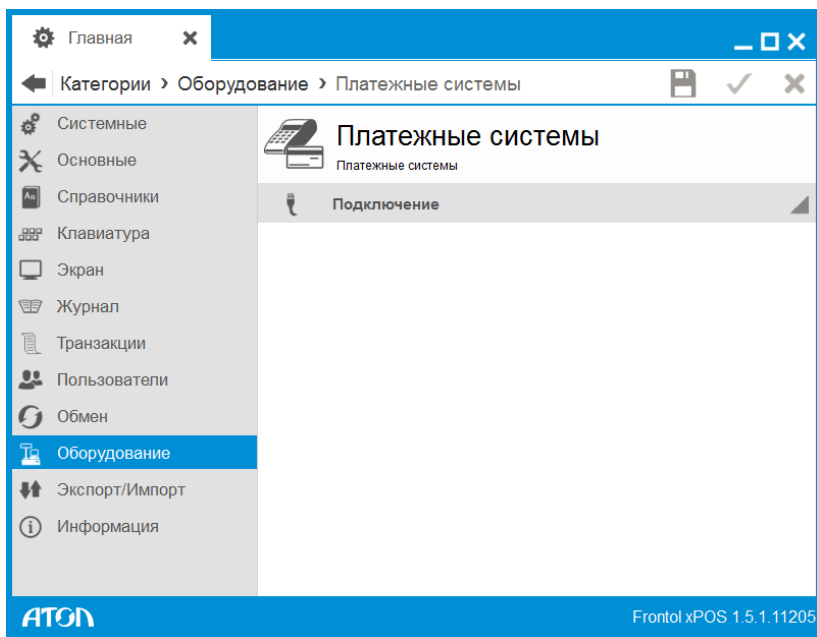 Главная
Категории > Оборудование > Платежные системы
Системные
Основные
Справочники
Клавиатура
Экран
Журнал
Транзакции
Пользователи
Обмен
Оборудование
Экспорт/Импорт
Информация
Платежные системы
Платежные системы
Подключение
АТОЛ
Frontol xPOS 1.5.1.11205